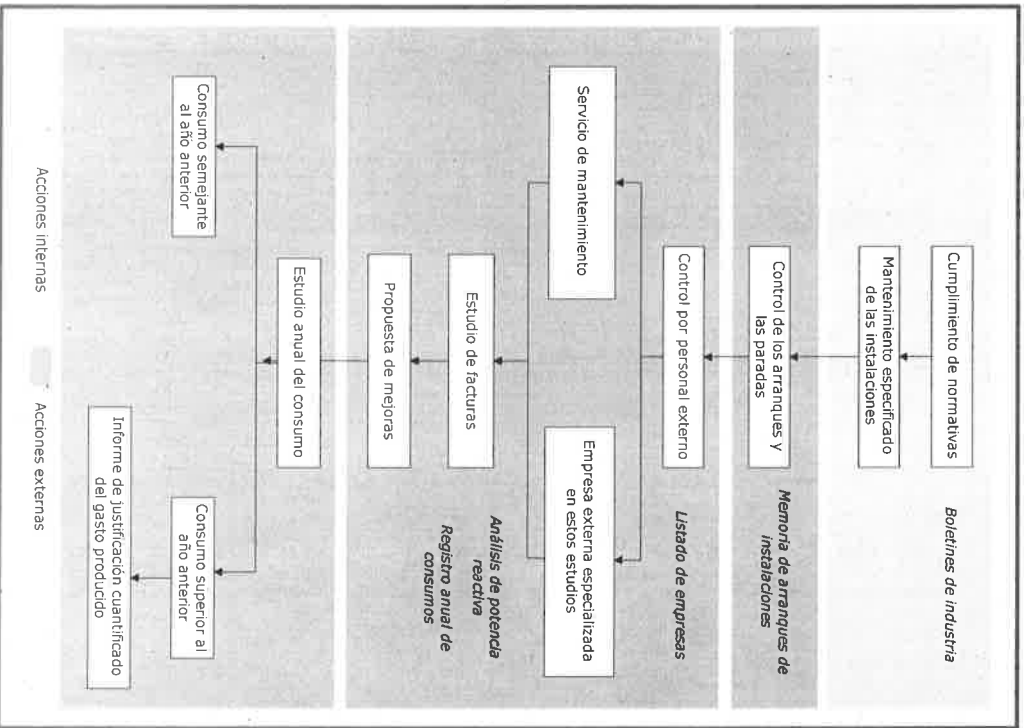 Cumplimiento de normativas
Boletines de industria
Mantenimiento especificado
de las instalaciones
Control de los arranques y
las paradas
Memoria de arranques de
instalaciones
Control por personal externo
Listado de empresas
Servicio de mantenimiento
Empresa externa especializada
en estos estudios
Estudio de facturas
Análisis de potencia
reactiva
Propuesta de mejoras
Registro anual de
consumos
Estudio anual del consumo
Consumo semejante
al año anterior
Consumo superior al
año anterior
Informe de justificación cuantificado
del gasto producido
Acciones internas
Acciones externas